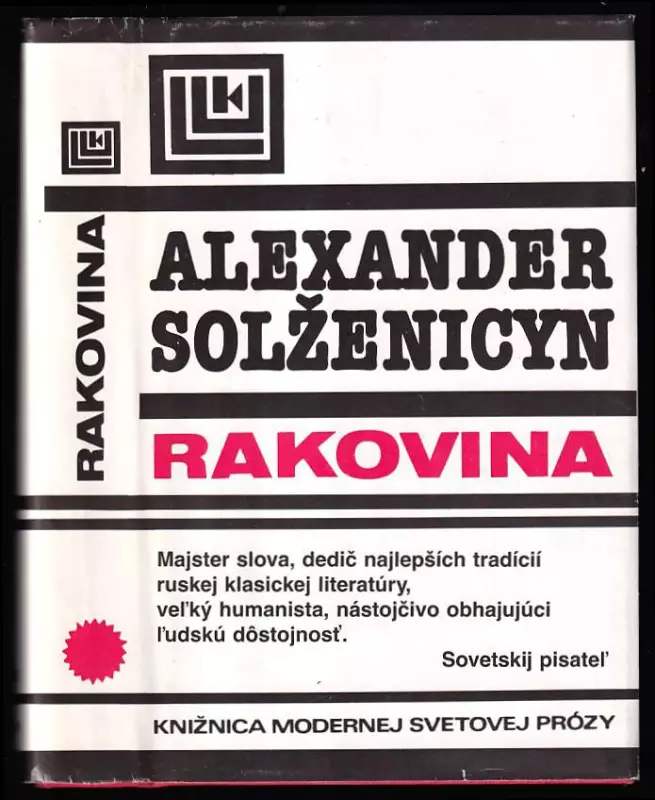 RAKOVINA
ALEXANDER
SOLŽENICYN
RAKOVINA
Majster slova, dedič najlepších tradícií
ruskej klasickej literatúry,
veľký humanista, nástojčivo obhajujúci
ľudskú dôstojnosť.
Sovetskij pisateľ
KNIŽNICA MODERNEJ SVETOVEJ PRÓZY